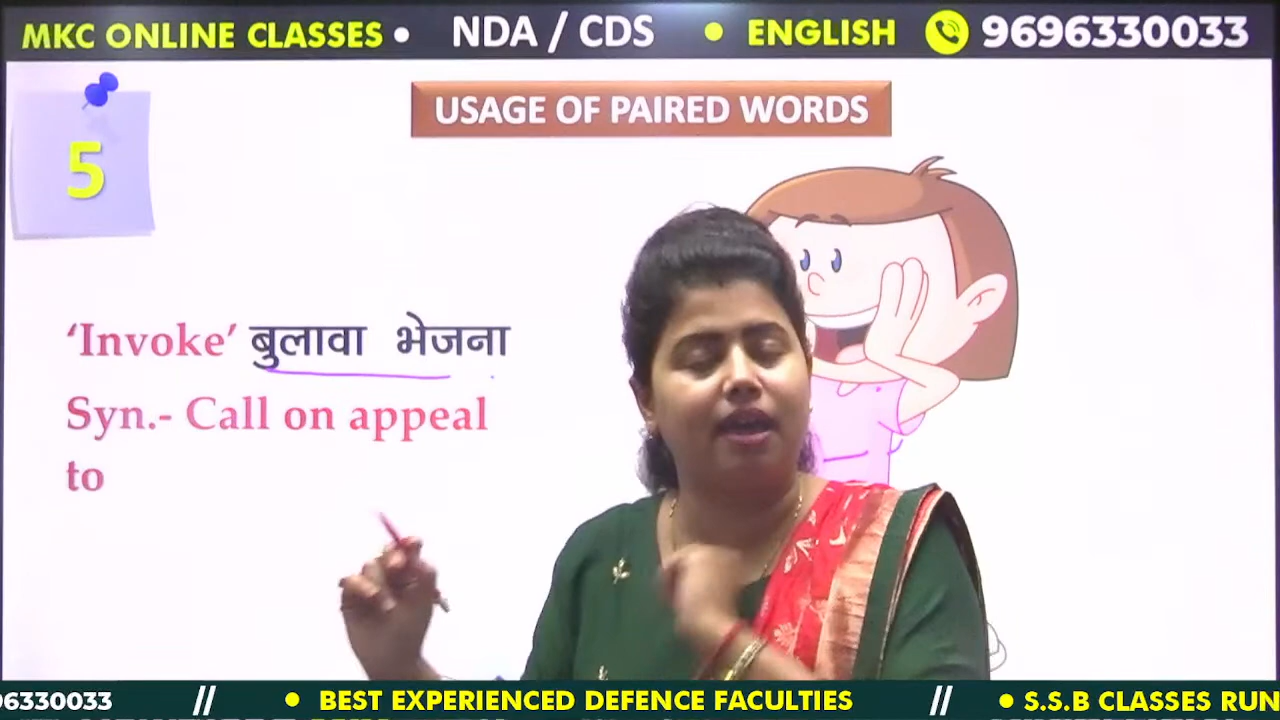 MKC ONLINE CLASSES • NDA / CDS • ENGLISH 9696330033
USAGE OF PAIRED WORDS
5
‘Invoke’ बुलावा भेजना
Syn.- Call on appeal
to
96330033 // • BEST EXPERIENCED DEFENCE FACULTIES // • S.S.B CLASSES RUN